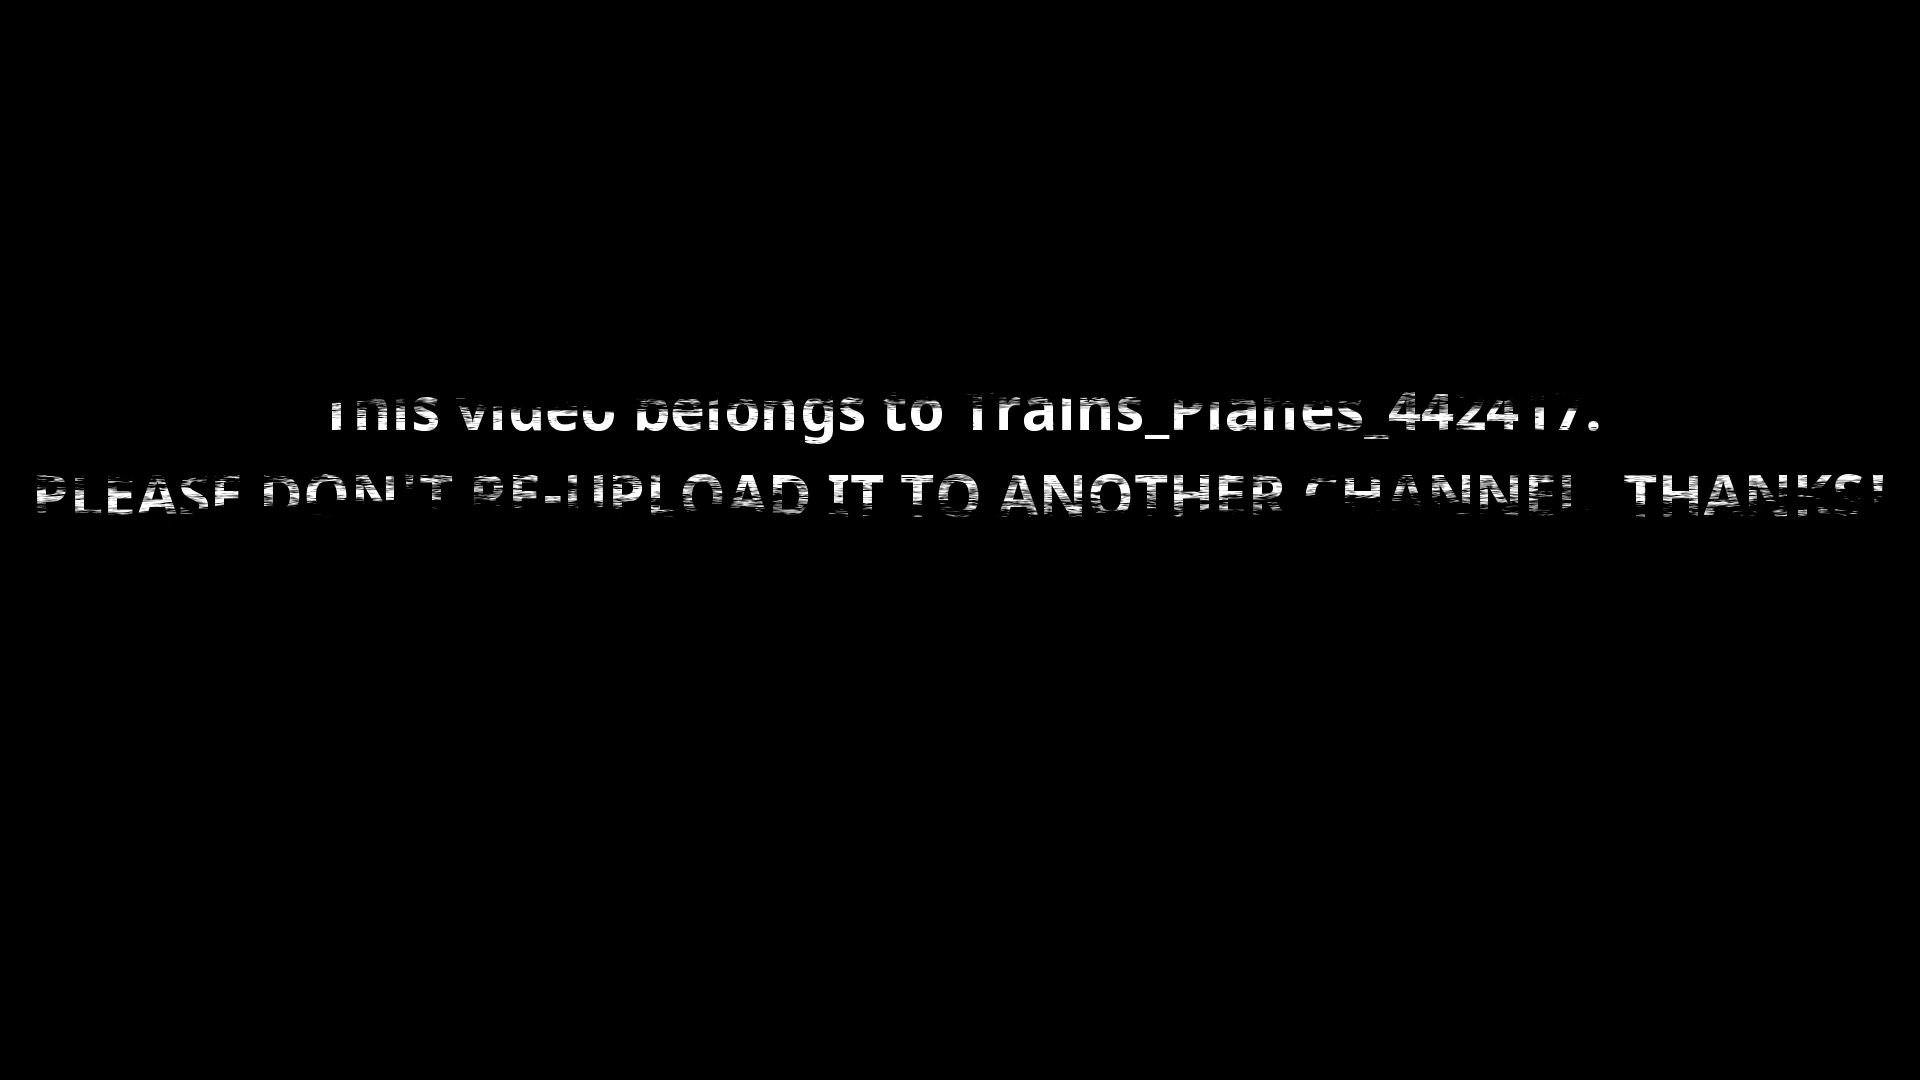 This video belongs to Trains_Planes_442417.
PLEASE DON'T RE-UPLOAD IT TO ANOTHER CHANNEL. THANKS!